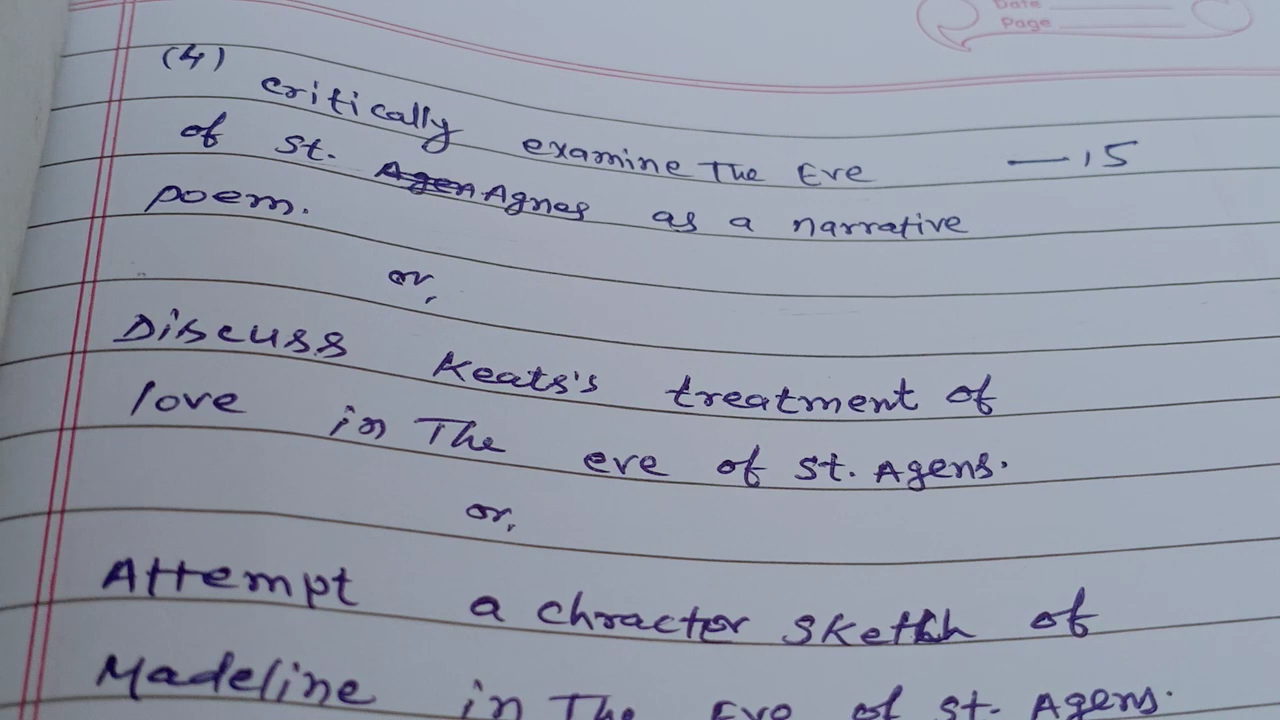 Date
Page
(4) critically examine The Eve — 15
of St. Agen Agnes as a narrative
poem.
or,
Discuss Keats's treatment of
love in The eve of St. Agens.
or,
Attempt a chracter sketch of
Madeline in The Eve of St. Agens.